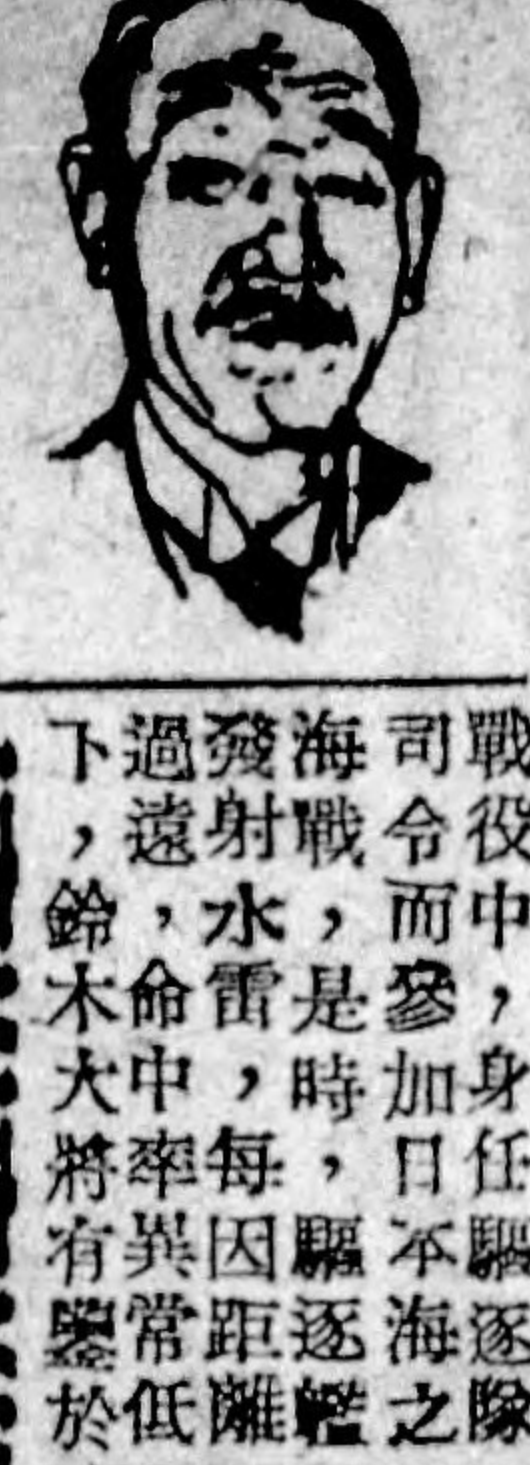 戰役中，身任驅逐隊
司令而參加日本海之
海戰，是時，驅逐艦
發射水雷，每因距離
過遠，命中率異常低
下，鈴木大將有鑒於